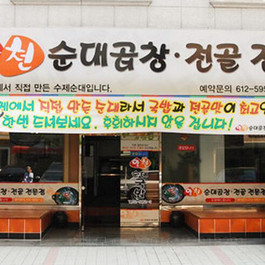 천 순대곱창·전골 전
에서 직접 만든 수제순대입니다. 예약문의 612-595
에서 직접 만든 순대라서 국밥과 전골맛이 최고
한번 드셔보세요. 후회하시지 않을 겁니다!
순대곱창·전골 전문점
순대곱창·전골 전문점